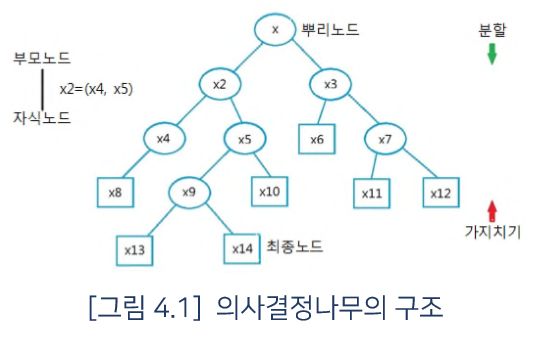 x 뿌리노드
분할
부모노드
x2=(x4, x5)
자식노드
x2
x3
x4
x5
x6
x7
x8
x9
x10
x11
x12
가지치기
x13
x14 최종노드
[그림 4.1] 의사결정나무의 구조